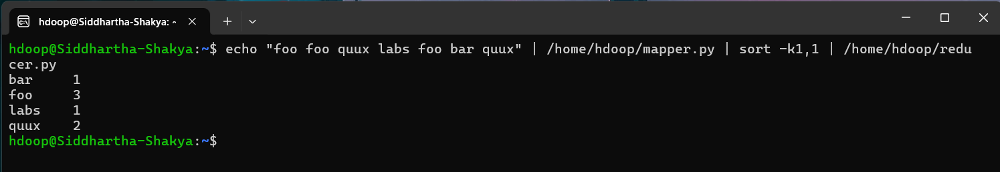 hdoop@Siddhartha-Shakya: ~
hdoop@Siddhartha-Shakya:~$ echo "foo foo quux labs foo bar quux" | /home/hdoop/mapper.py | sort -k1,1 | /home/hdoop/redu
cer.py
bar     1
foo     3
labs    1
quux    2
hdoop@Siddhartha-Shakya:~$